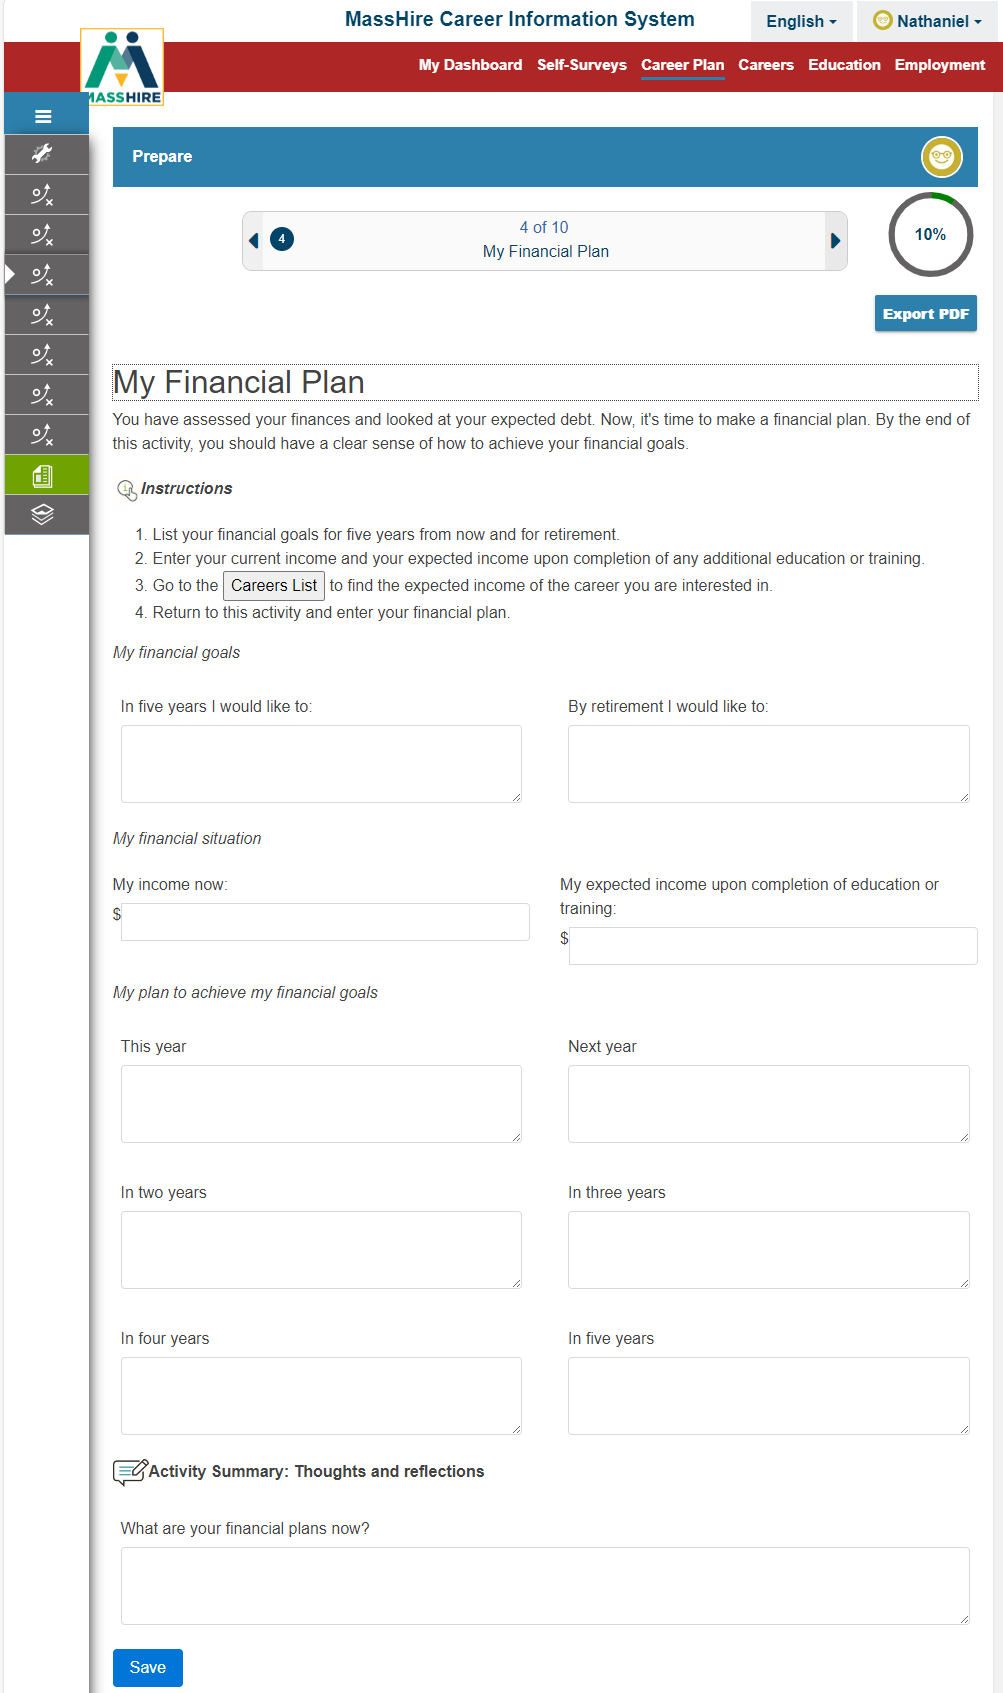 MassHire Career Information System
English
Nathaniel
MASSHIRE
My Dashboard Self-Surveys Career Plan Careers Education Employment
Prepare
4
4 of 10
My Financial Plan
10%
Export PDF
My Financial Plan
You have assessed your finances and looked at your expected debt. Now, it's time to make a financial plan. By the end of
this activity, you should have a clear sense of how to achieve your financial goals.
Instructions
1. List your financial goals for five years from now and for retirement.
2. Enter your current income and your expected income upon completion of any additional education or training.
3. Go to the Careers List to find the expected income of the career you are interested in.
4. Return to this activity and enter your financial plan.
My financial goals
In five years I would like to:
By retirement I would like to:
My financial situation
My income now:
$
My expected income upon completion of education or
training:
$
My plan to achieve my financial goals
This year
Next year
In two years
In three years
In four years
In five years
Activity Summary: Thoughts and reflections
What are your financial plans now?
Save